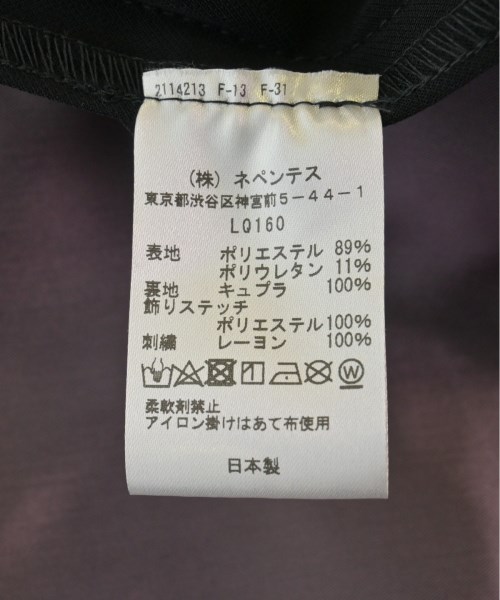 2114213 F-13 F-31
(株) ネペンテス
東京都渋谷区神宮前5-44-1
LQ160
表地 ポリエステル 89%
ポリウレタン 11%
裏地 キュプラ 100%
飾りステッチ
ポリエステル100%
刺繍 レーヨン 100%
W
柔軟剤禁止
アイロン掛けはあて布使用
日本製